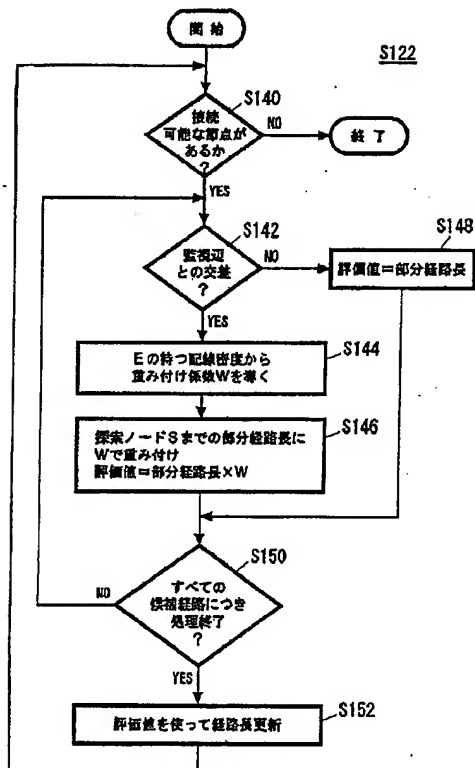 開始
S122
S140
接続
可能な節点が
あるか
?
NO
終了
YES
S142
監視辺
との交差
?
NO
S148
評価値=部分経路長
YES
Eの持つ配線密度から
重み付け係数Wを導く
S144
探索ノードSまでの部分経路長に
Wで重み付け
評価値=部分経路長×W
S146
S150
すべての
候補経路につき
処理終了
?
NO
YES
評価値を使って経路長更新
S152